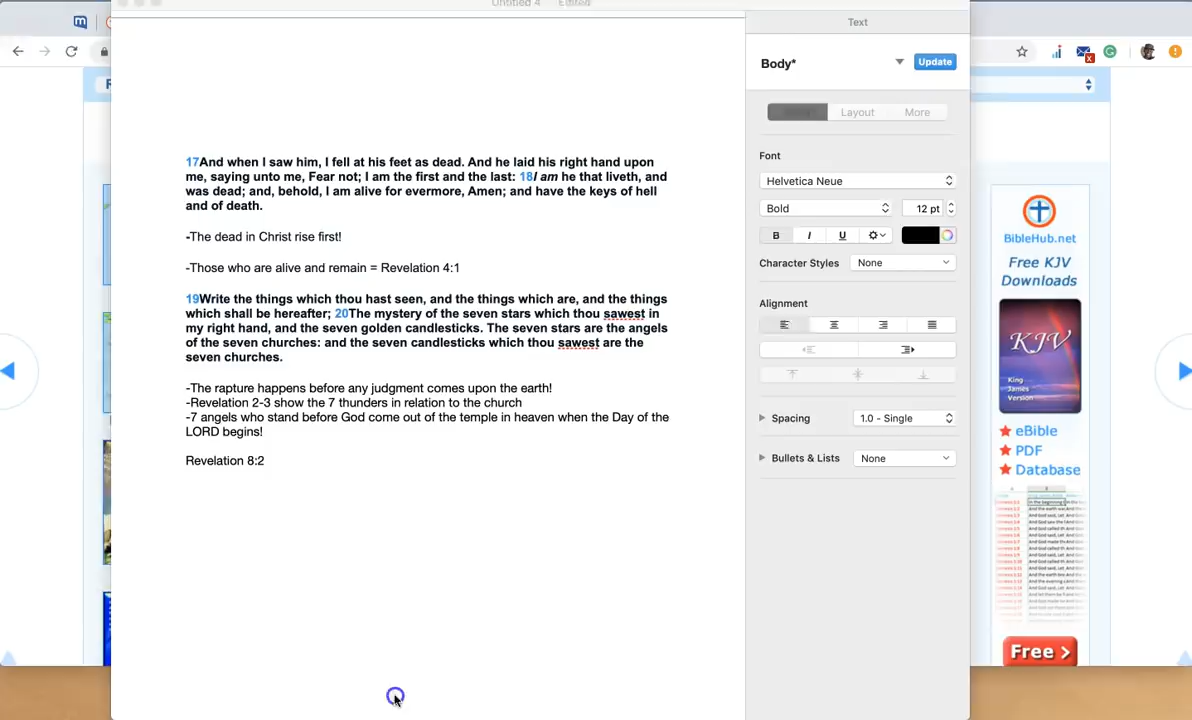 Untitled 4 Edited
Text
Body*
Update
Layout
More
Font
Helvetica Neue
Bold
12 pt
B I U
Character Styles
None
Alignment
Spacing
1.0 - Single
Bullets & Lists
None
17And when I saw him, I fell at his feet as dead. And he laid his right hand upon
me, saying unto me, Fear not; I am the first and the last: 18I am he that liveth, and
was dead; and, behold, I am alive for evermore, Amen; and have the keys of hell
and of death.
-The dead in Christ rise first!
-Those who are alive and remain = Revelation 4:1
19Write the things which thou hast seen, and the things which are, and the things
which shall be hereafter; 20The mystery of the seven stars which thou sawest in
my right hand, and the seven golden candlesticks. The seven stars are the angels
of the seven churches: and the seven candlesticks which thou sawest are the
seven churches.
-The rapture happens before any judgment comes upon the earth!
-Revelation 2-3 show the 7 thunders in relation to the church
-7 angels who stand before God come out of the temple in heaven when the Day of the
LORD begins!
Revelation 8:2
BibleHub.net
Free KJV
Downloads
KJV
King
James
Version
eBible
PDF
Database
Free >